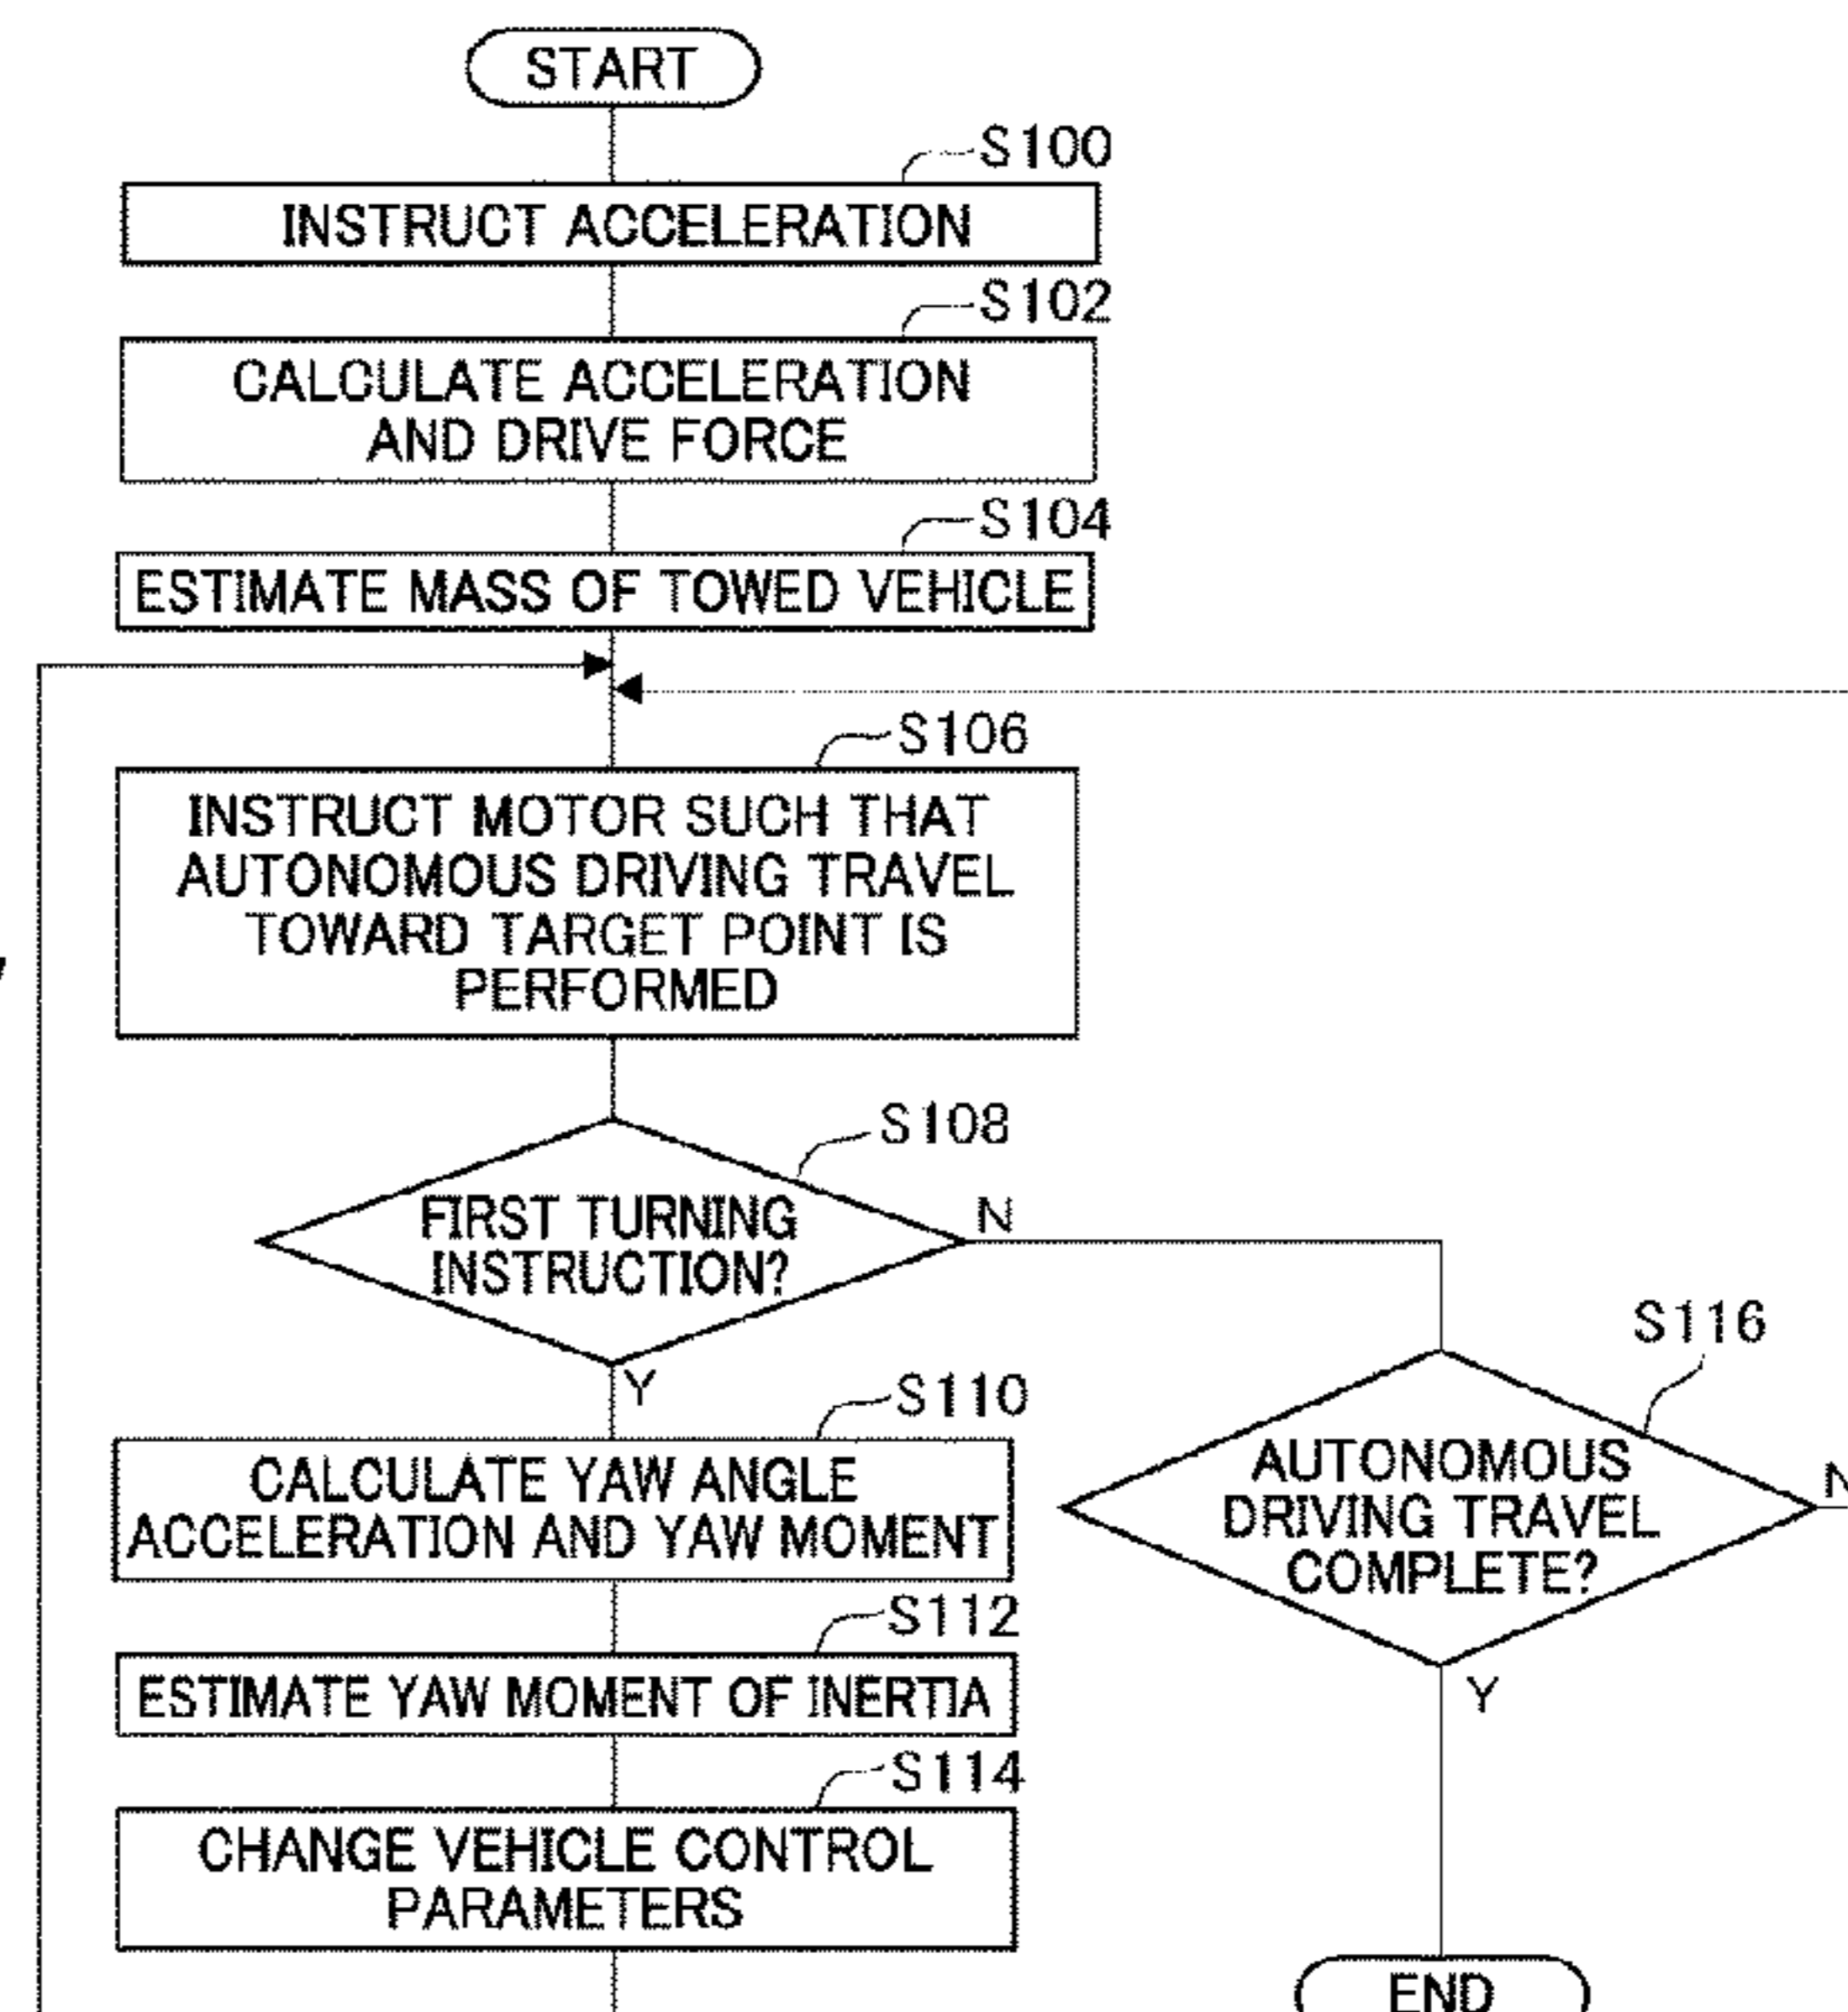 START
S100
INSTRUCT ACCELERATION
S102
CALCULATE ACCELERATION
AND DRIVE FORCE
S104
ESTIMATE MASS OF TOWED VEHICLE
S106
INSTRUCT MOTOR SUCH THAT
AUTONOMOUS DRIVING TRAVEL
TOWARD TARGET POINT IS
PERFORMED
S108
FIRST TURNING
INSTRUCTION?
N
Y
S110
CALCULATE YAW ANGLE
ACCELERATION AND YAW MOMENT
S112
ESTIMATE YAW MOMENT OF INERTIA
S114
CHANGE VEHICLE CONTROL
PARAMETERS
S116
AUTONOMOUS
DRIVING TRAVEL
COMPLETE?
N
Y
END